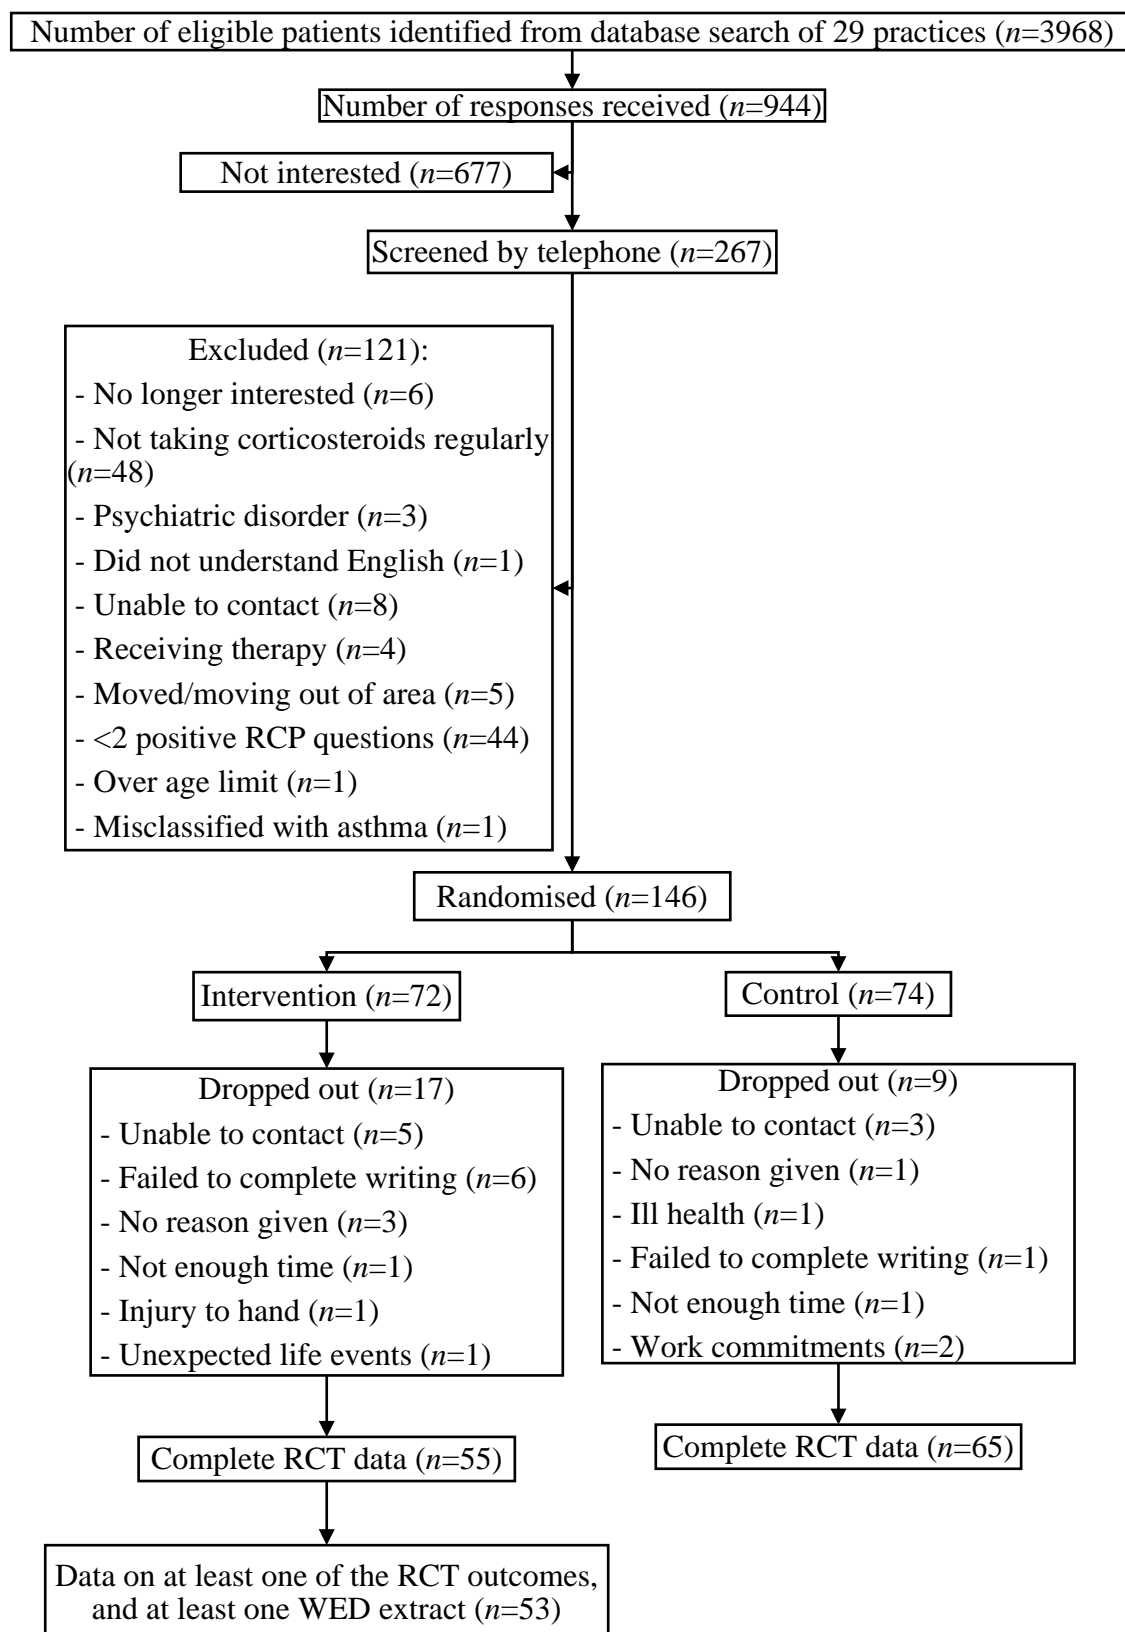 Number of eligible patients identified from database search of 29 practices (n=3968)
Number of responses received (n=944)
Not interested (n=677)
Screened by telephone (n=267)
Excluded (n=121):
- No longer interested (n=6)
- Not taking corticosteroids regularly
(n=48)
- Psychiatric disorder (n=3)
- Did not understand English (n=1)
- Unable to contact (n=8)
- Receiving therapy (n=4)
- Moved/moving out of area (n=5)
- <2 positive RCP questions (n=44)
- Over age limit (n=1)
- Misclassified with asthma (n=1)
Randomised (n=146)
Intervention (n=72)
Control (n=74)
Dropped out (n=17)
- Unable to contact (n=5)
- Failed to complete writing (n=6)
- No reason given (n=3)
- Not enough time (n=1)
- Injury to hand (n=1)
- Unexpected life events (n=1)
Dropped out (n=9)
- Unable to contact (n=3)
- No reason given (n=1)
- Ill health (n=1)
- Failed to complete writing (n=1)
- Not enough time (n=1)
- Work commitments (n=2)
Complete RCT data (n=55)
Complete RCT data (n=65)
Data on at least one of the RCT outcomes,
and at least one WED extract (n=53)